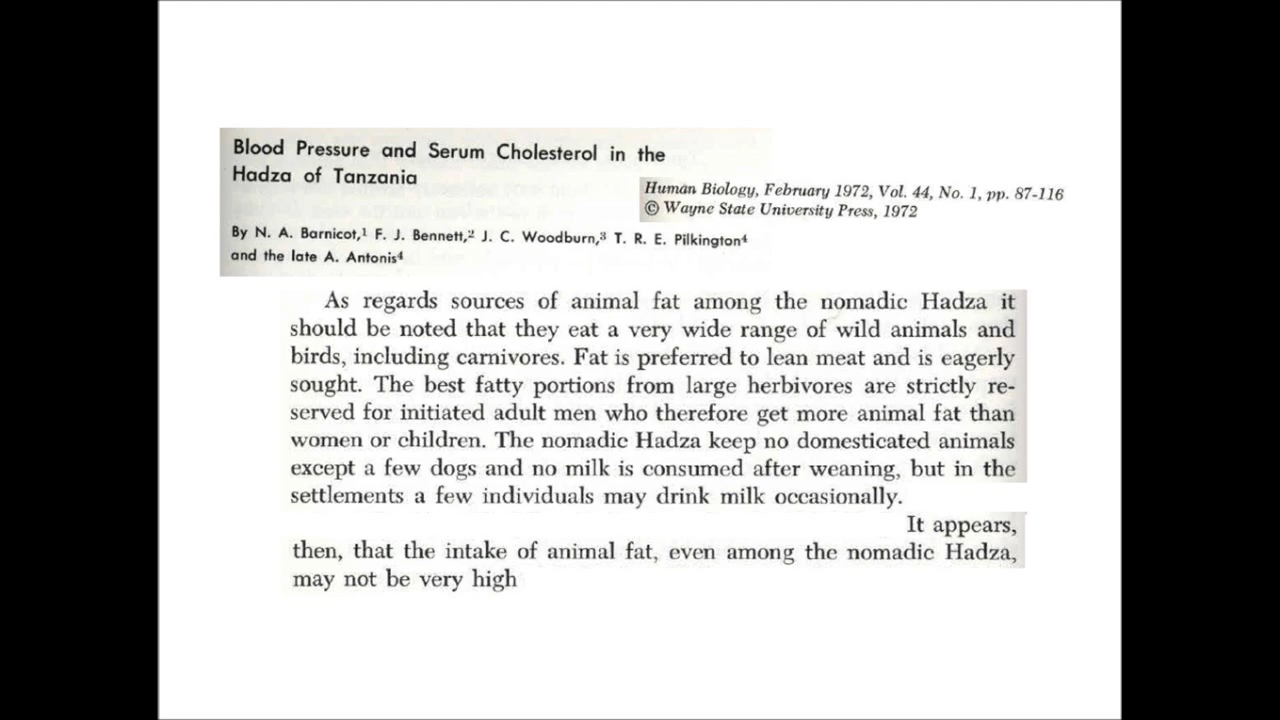 Blood Pressure and Serum Cholesterol in the
Hadza of Tanzania
Human Biology, February 1972, Vol. 44, No. 1, pp. 87-116
© Wayne State University Press, 1972
By N. A. Barnicot,¹ F. J. Bennett,² J. C. Woodburn,³ T. R. E. Pilkington⁴
and the late A. Antonis⁴
As regards sources of animal fat among the nomadic Hadza it
should be noted that they eat a very wide range of wild animals and
birds, including carnivores. Fat is preferred to lean meat and is eagerly
sought. The best fatty portions from large herbivores are strictly re-
served for initiated adult men who therefore get more animal fat than
women or children. The nomadic Hadza keep no domesticated animals
except a few dogs and no milk is consumed after weaning, but in the
settlements a few individuals may drink milk occasionally.
It appears,
then, that the intake of animal fat, even among the nomadic Hadza,
may not be very high